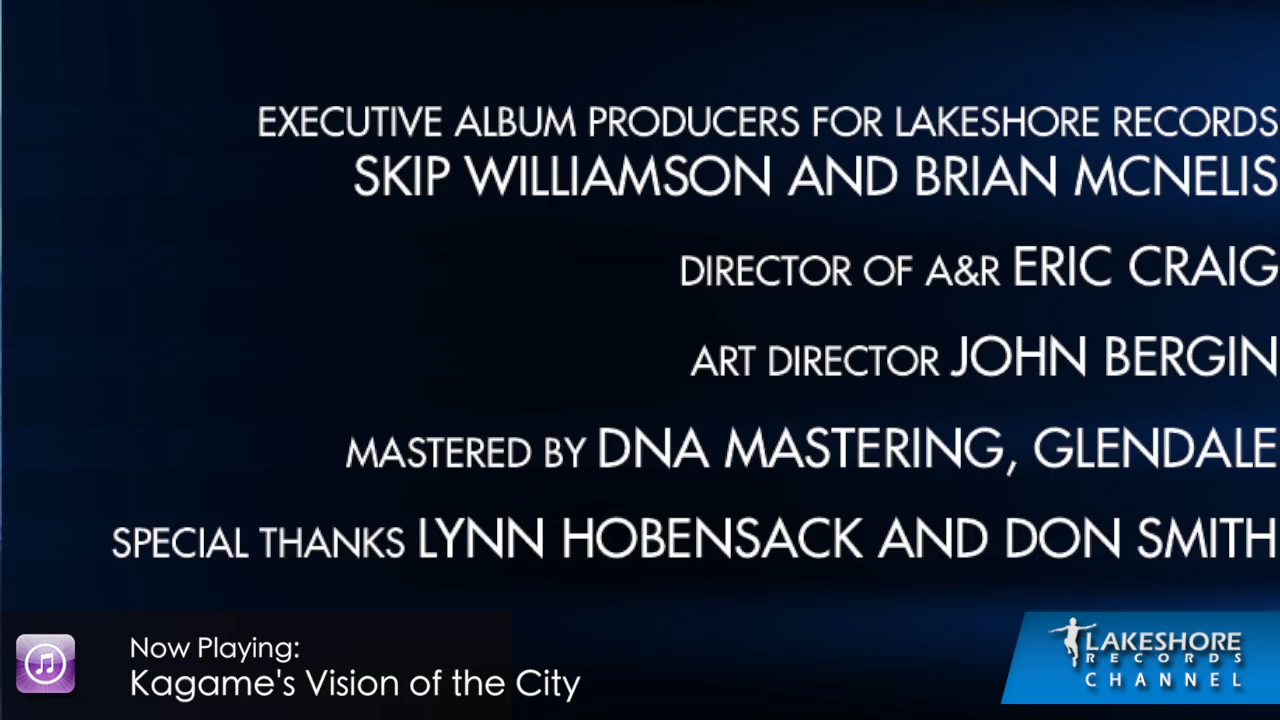 EXECUTIVE ALBUM PRODUCERS FOR LAKESHORE RECORDS
SKIP WILLIAMSON AND BRIAN MCNELIS
DIRECTOR OF A&R ERIC CRAIG
ART DIRECTOR JOHN BERGIN
MASTERED BY DNA MASTERING, GLENDALE
SPECIAL THANKS LYNN HOBENSACK AND DON SMITH
Now Playing:
Kagame's Vision of the City
LAKESHORE
RECORDS
CHANNEL